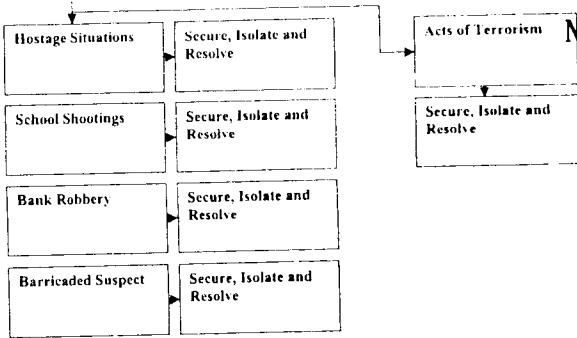 Hostage Situations
Secure, Isolate and
Resolve
Acts of Terrorism
N
Secure, Isolate and
Resolve
School Shootings
Secure, Isolate and
Resolve
Bank Robbery
Secure, Isolate and
Resolve
Barricaded Suspect
Secure, Isolate and
Resolve